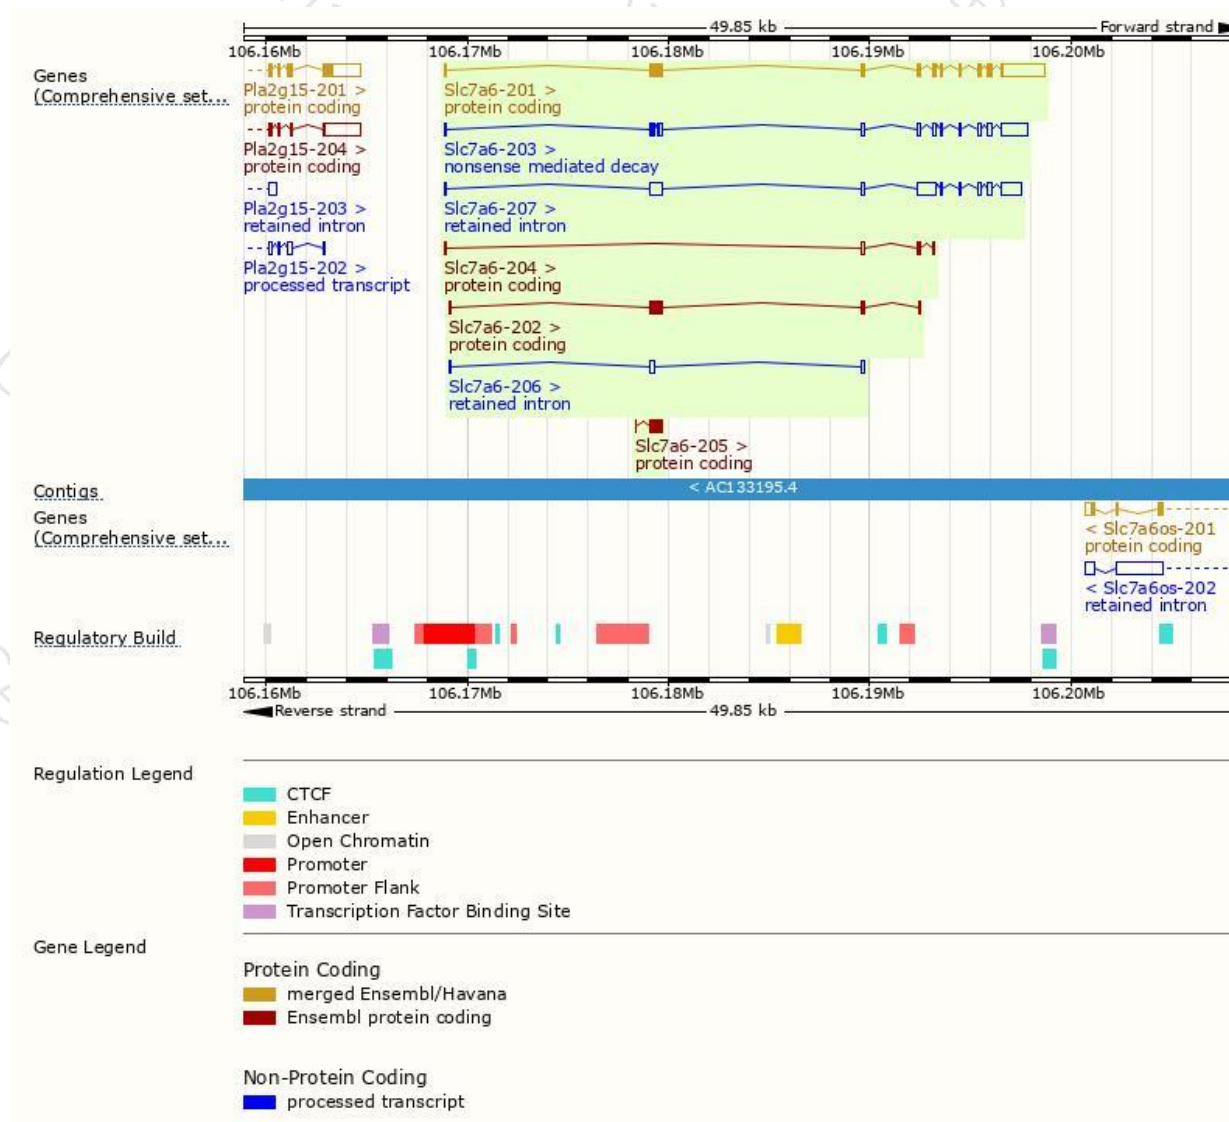 49.85 kb
Forward strand
106.16Mb 106.17Mb 106.18Mb 106.19Mb 106.20Mb
Genes
(Comprehensive set...
Pla2g15-201 >
protein coding
Slc7a6-201 >
protein coding
Pla2g15-204 >
protein coding
Slc7a6-203 >
nonsense mediated decay
Pla2g15-203 >
retained intron
Slc7a6-207 >
retained intron
Pla2g15-202 >
processed transcript
Slc7a6-204 >
protein coding
Slc7a6-202 >
protein coding
Slc7a6-206 >
retained intron
Slc7a6-205 >
protein coding
Contigs
< AC133195.4
Genes
(Comprehensive set...
< Slc7a6os-201
protein coding
< Slc7a6os-202
retained intron
Regulatory Build
106.16Mb 106.17Mb 106.18Mb 106.19Mb 106.20Mb
Reverse strand
49.85 kb
Regulation Legend
CTCF
Enhancer
Open Chromatin
Promoter
Promoter Flank
Transcription Factor Binding Site
Gene Legend
Protein Coding
merged Ensembl/Havana
Ensembl protein coding
Non-Protein Coding
processed transcript